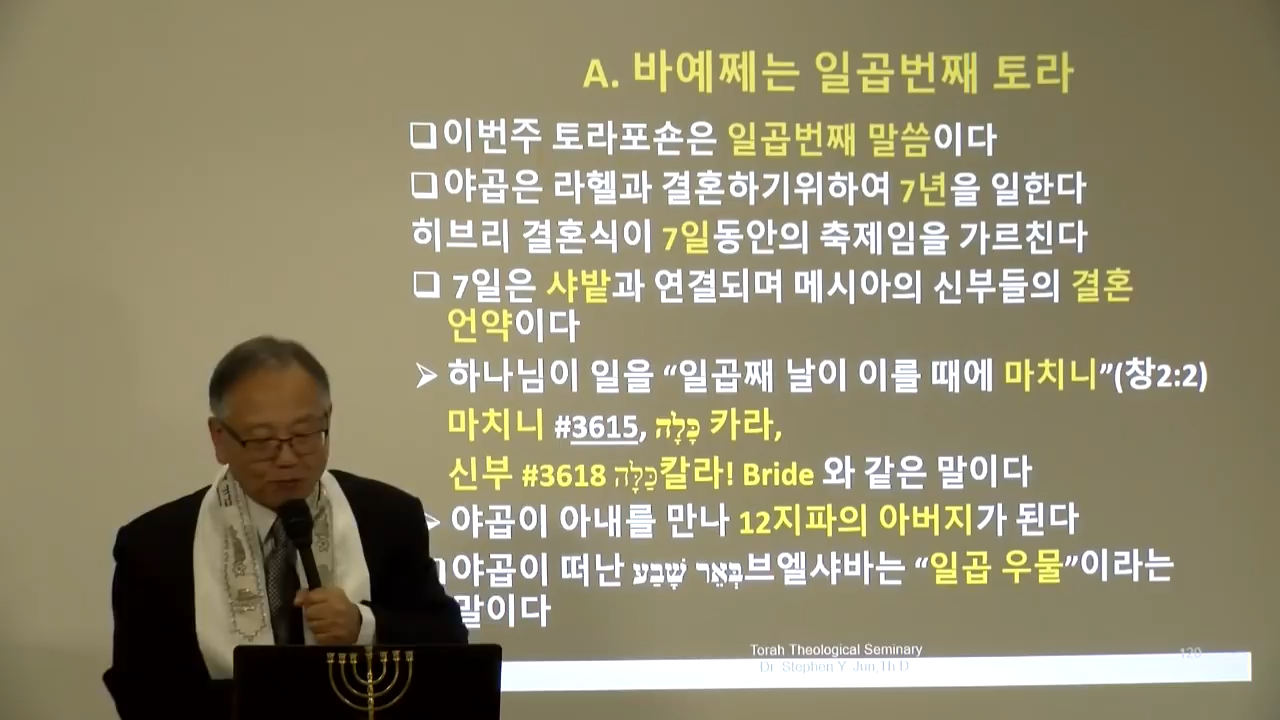 A. 바예쩨는 일곱번째 토라
❑이번주 토라포숀은 일곱번째 말씀이다
❑야곱은 라헬과 결혼하기위하여 7년을 일한다
히브리 결혼식이 7일동안의 축제임을 가르친다
❑ 7일은 샤밭과 연결되며 메시아의 신부들의 결혼
언약이다
➢ 하나님이 일을 “일곱째 날이 이를 때에 마치니”(창2:2)
마치니 #3615, כָּלָה 카라,
신부 #3618 כַּלָּה칼라! Bride 와 같은 말이다
➢ 야곱이 아내를 만나 12지파의 아버지가 된다
❑야곱이 떠난 בְּאֵר שָׁבַע브엘샤바는 “일곱 우물”이라는
말이다
Torah Theological Seminary
Dr. Stephen Y. Jun,Th.D
120